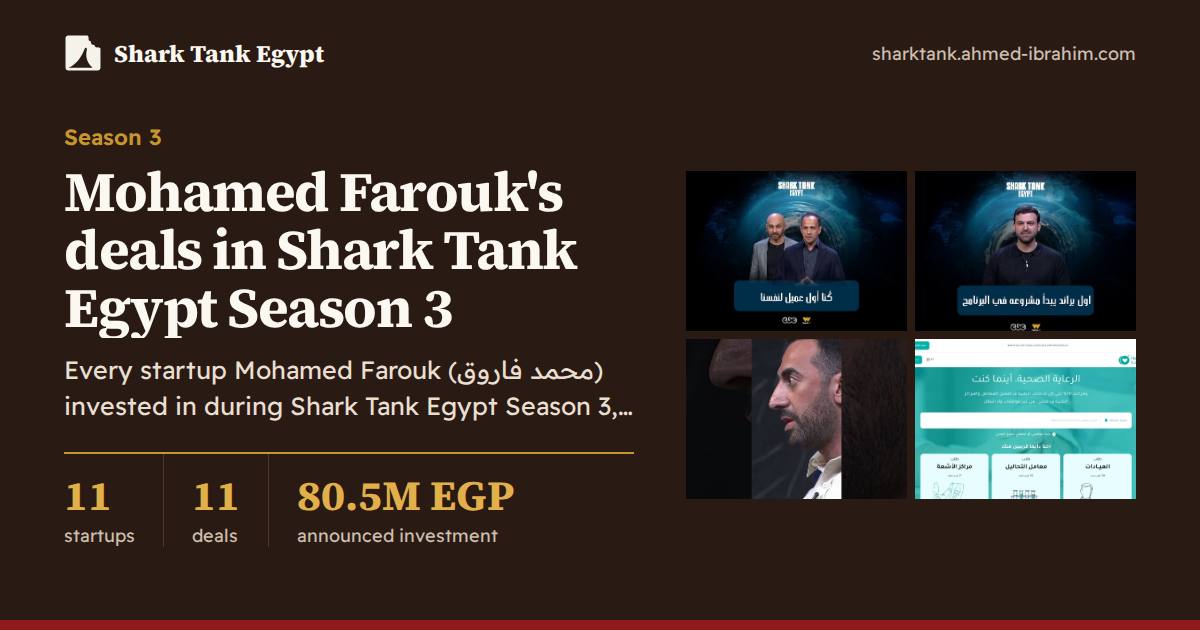 Shark Tank Egypt
sharktank.ahmed-ibrahim.com
Season 3
Mohamed Farouk's
deals in Shark Tank
Egypt Season 3
Every startup Mohamed Farouk (محمد فاروق)
invested in during Shark Tank Egypt Season 3,…
11
startups
11
deals
80.5M EGP
announced investment
SHARK TANK
EGYPT
كنا أول عميل لنفسنا
SHARK TANK
EGYPT
اول براند يبدأ مشروعه في البرنامج
الرعاية الصحية. أينما كنت
العيادات
معامل التحاليل
مراكز الأشعة